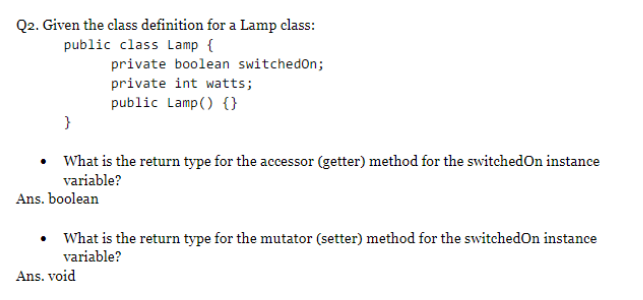 Q2. Given the class definition for a Lamp class:
public class Lamp {
private boolean switchedOn;
private int watts;
public Lamp() {}
}
• What is the return type for the accessor (getter) method for the switchedOn instance
variable?
Ans. boolean
• What is the return type for the mutator (setter) method for the switchedOn instance
variable?
Ans. void